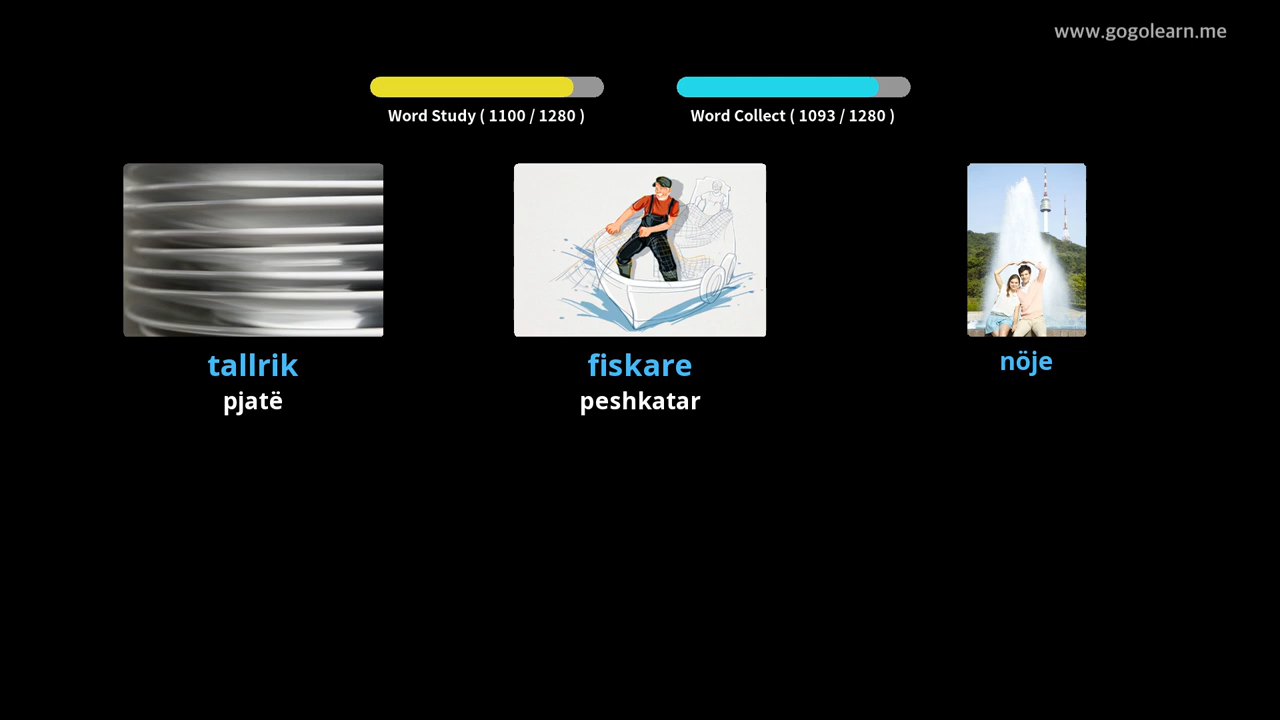 www.gogolearn.me
Word Study ( 1100 / 1280 )
Word Collect ( 1093 / 1280 )
tallrik
pjatë
fiskare
peshkatar
nöje